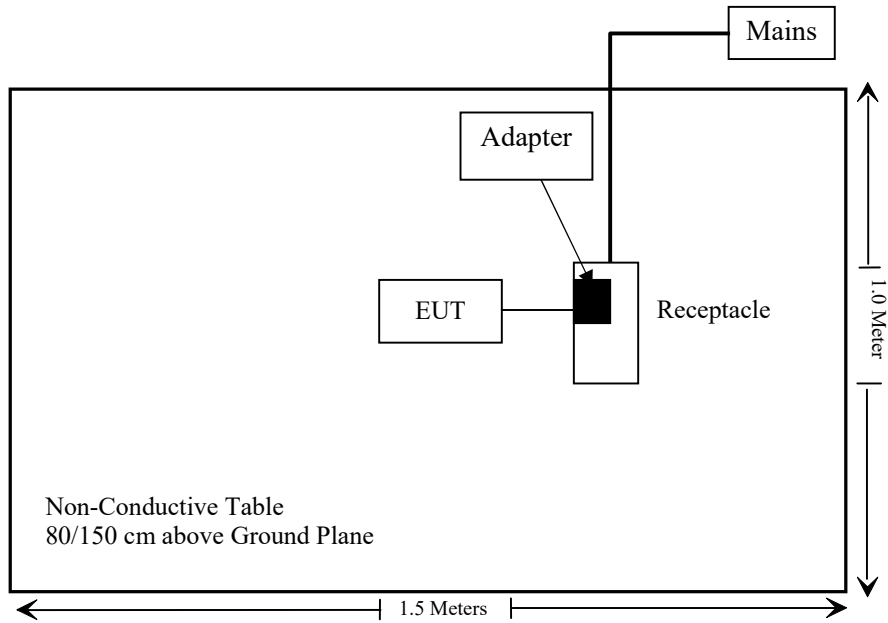 Mains
Adapter
EUT
Receptacle
1.0 Meter
Non-Conductive Table
80/150 cm above Ground Plane
1.5 Meters